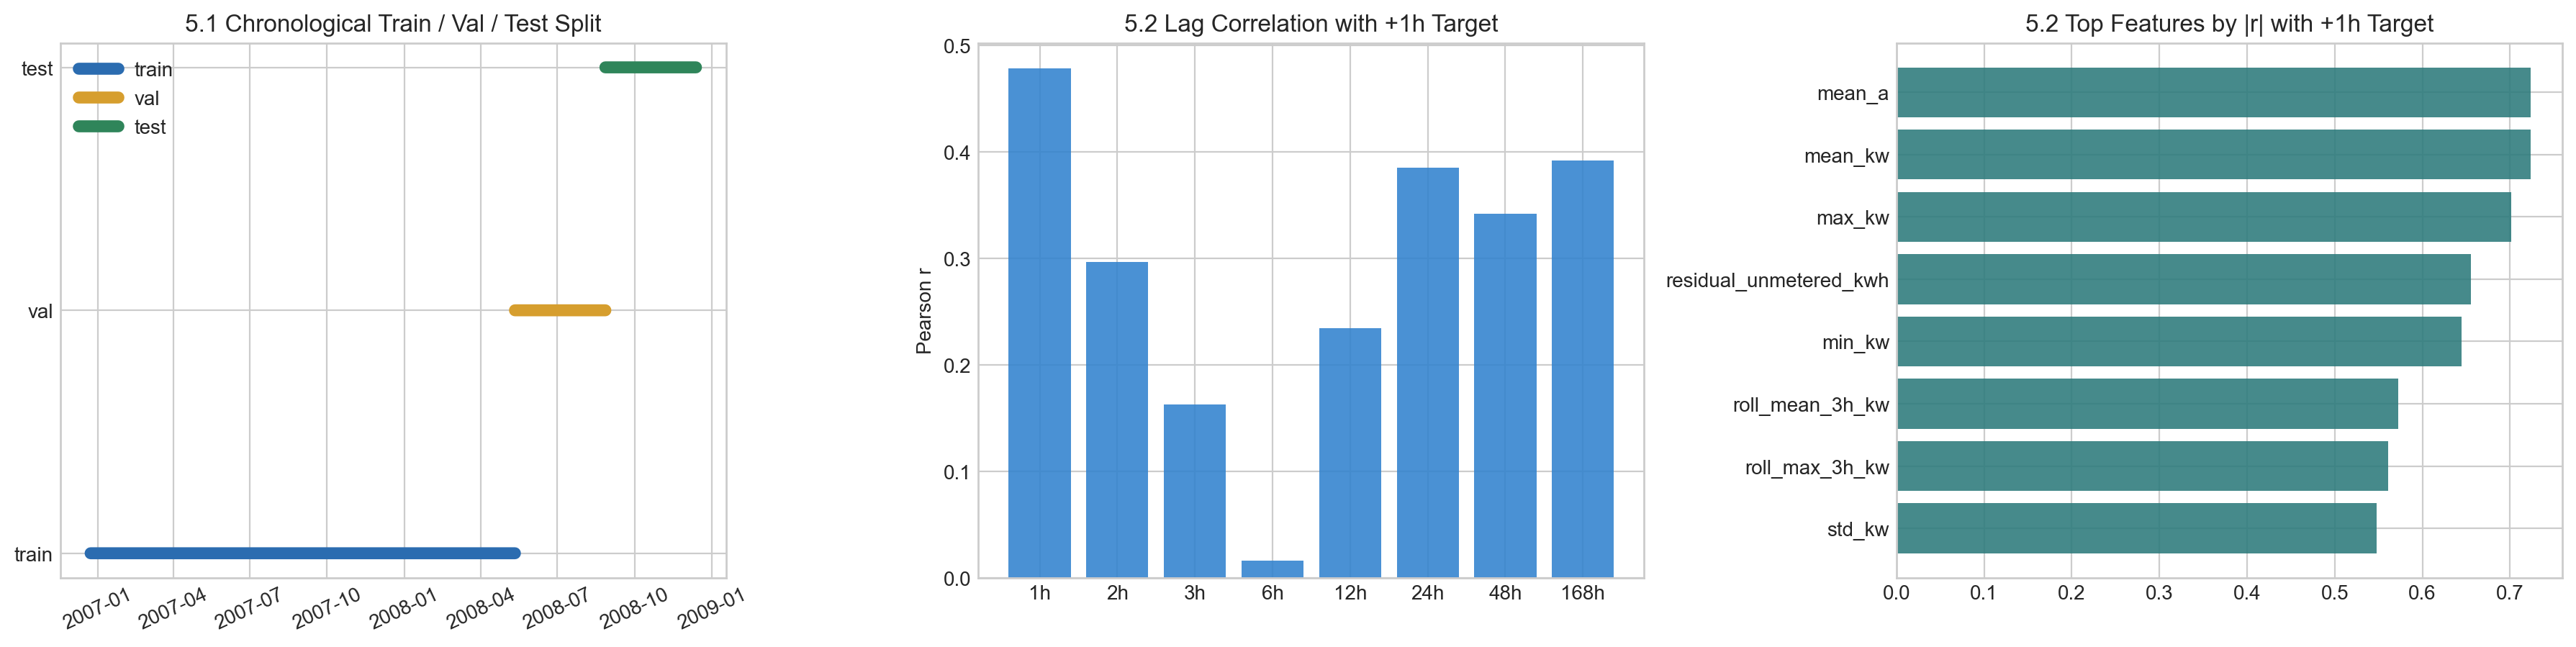 5.1 Chronological Train / Val / Test Split
test
val
train
train
val
test
2007-01
2007-04
2007-07
2007-10
2008-01
2008-04
2008-07
2008-10
2009-01
5.2 Lag Correlation with +1h Target
Pearson r
0.5
0.4
0.3
0.2
0.1
0.0
1h
2h
3h
6h
12h
24h
48h
168h
5.2 Top Features by |r| with +1h Target
mean_a
mean_kw
max_kw
residual_unmetered_kwh
min_kw
roll_mean_3h_kw
roll_max_3h_kw
std_kw
0.0
0.1
0.2
0.3
0.4
0.5
0.6
0.7